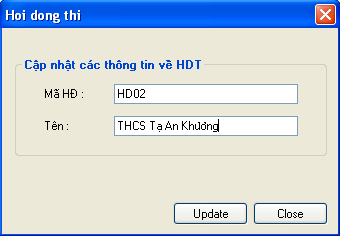 Hoi dong thi
Cập nhật các thông tin về HDT
Mã HĐ : HD02
Tên : THCS Tạ An Khương
Update Close